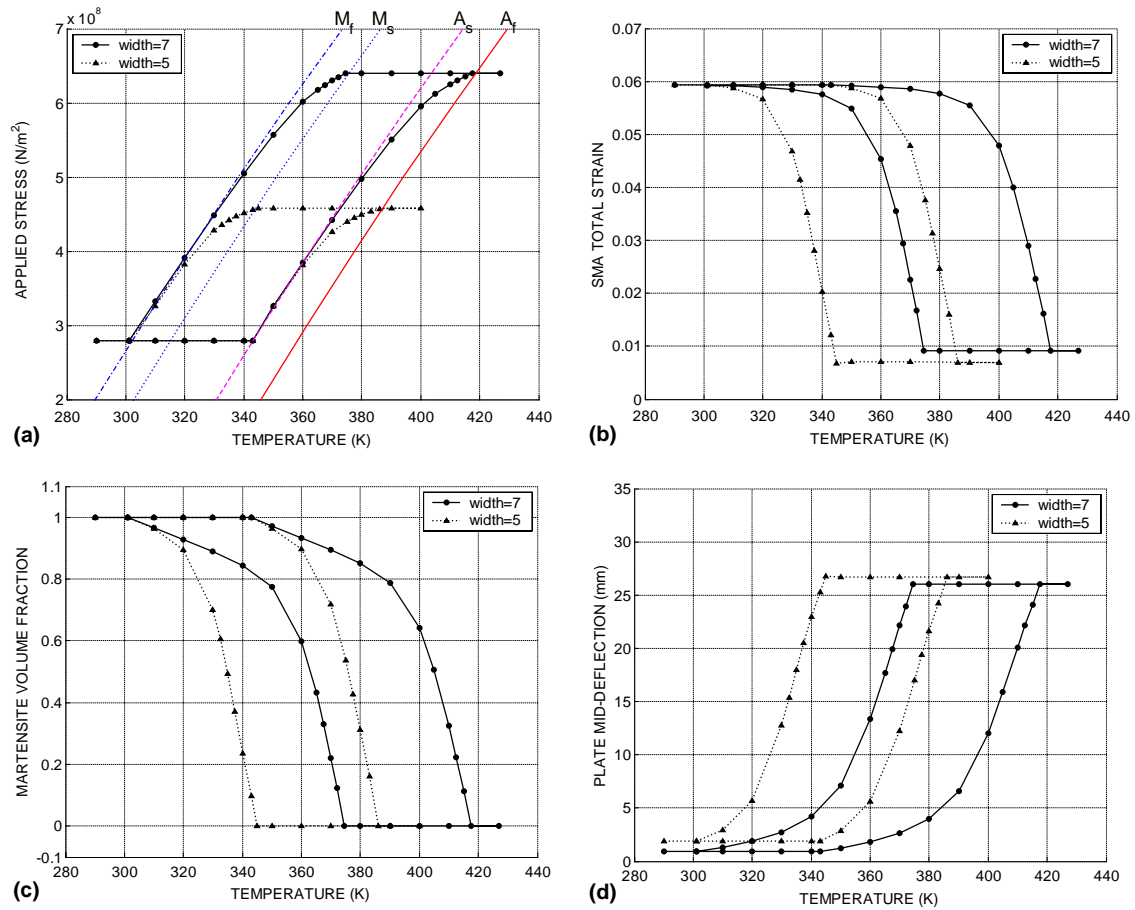 x 10⁸
M_f M_s A_s A_f
7
6
5
4
3
2
width=7
width=5
APPLIED STRESS (N/m²)
280 300 320 340 360 380 400 420 440
(a) TEMPERATURE (K)
0.07
0.06
0.05
0.04
0.03
0.02
0.01
0
width=7
width=5
SMA TOTAL STRAIN
280 300 320 340 360 380 400 420 440
(b) TEMPERATURE (K)
1.1
1
0.8
0.6
0.4
0.2
0
-0.1
width=7
width=5
MARTENSITE VOLUME FRACTION
280 300 320 340 360 380 400 420 440
(c) TEMPERATURE (K)
35
30
25
20
15
10
5
0
width=7
width=5
PLATE MID-DEFLECTION (mm)
280 300 320 340 360 380 400 420 440
(d) TEMPERATURE (K)